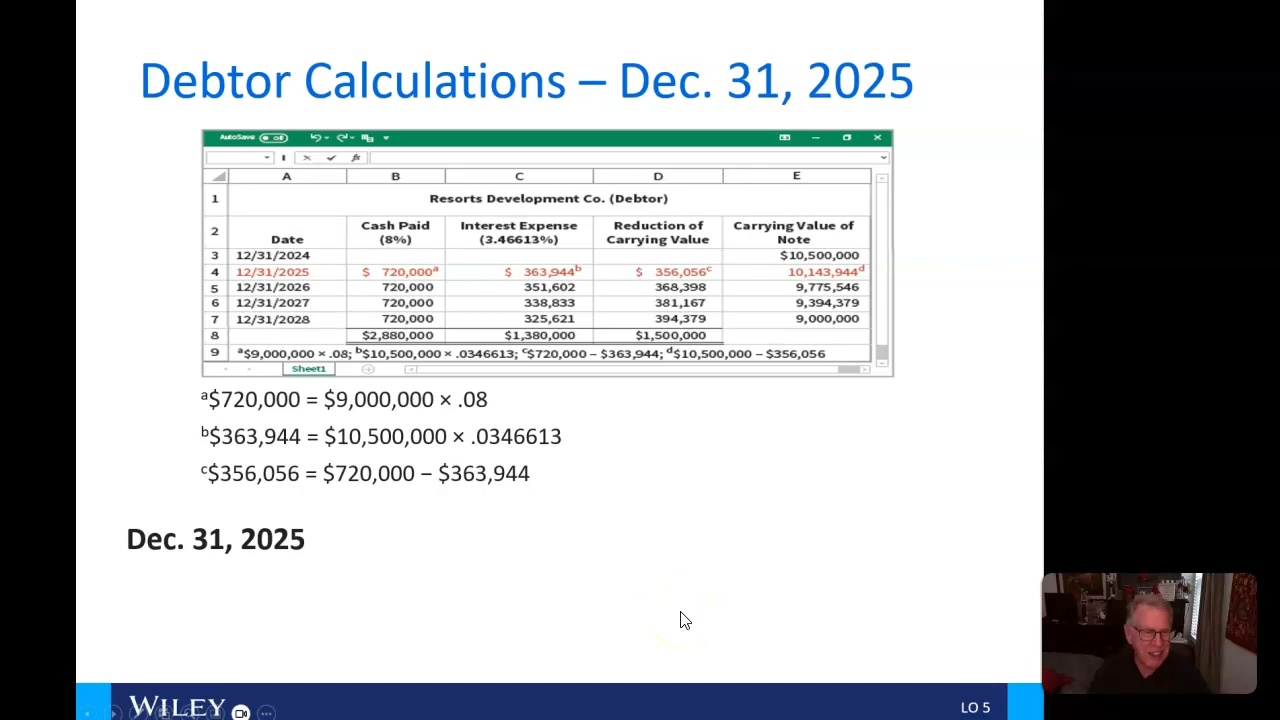 Debtor Calculations – Dec. 31, 2025
AutoSave off
fx
A B C D E
1 Resorts Development Co. (Debtor)
2 Date Cash Paid (8%) Interest Expense (3.46613%) Reduction of Carrying Value Carrying Value of Note
3 12/31/2024 $10,500,000
4 12/31/2025 $ 720,000ᵃ $ 363,944ᵇ $ 356,056ᶜ 10,143,944ᵈ
5 12/31/2026 720,000 351,602 368,398 9,775,546
6 12/31/2027 720,000 338,833 381,167 9,394,379
7 12/31/2028 720,000 325,621 394,379 9,000,000
8 $2,880,000 $1,380,000 $1,500,000
9 ᵃ$9,000,000 × .08; ᵇ$10,500,000 × .0346613; ᶜ$720,000 – $363,944; ᵈ$10,500,000 – $356,056
Sheet1
ᵃ$720,000 = $9,000,000 × .08
ᵇ$363,944 = $10,500,000 × .0346613
ᶜ$356,056 = $720,000 − $363,944
Dec. 31, 2025
WILEY
LO 5